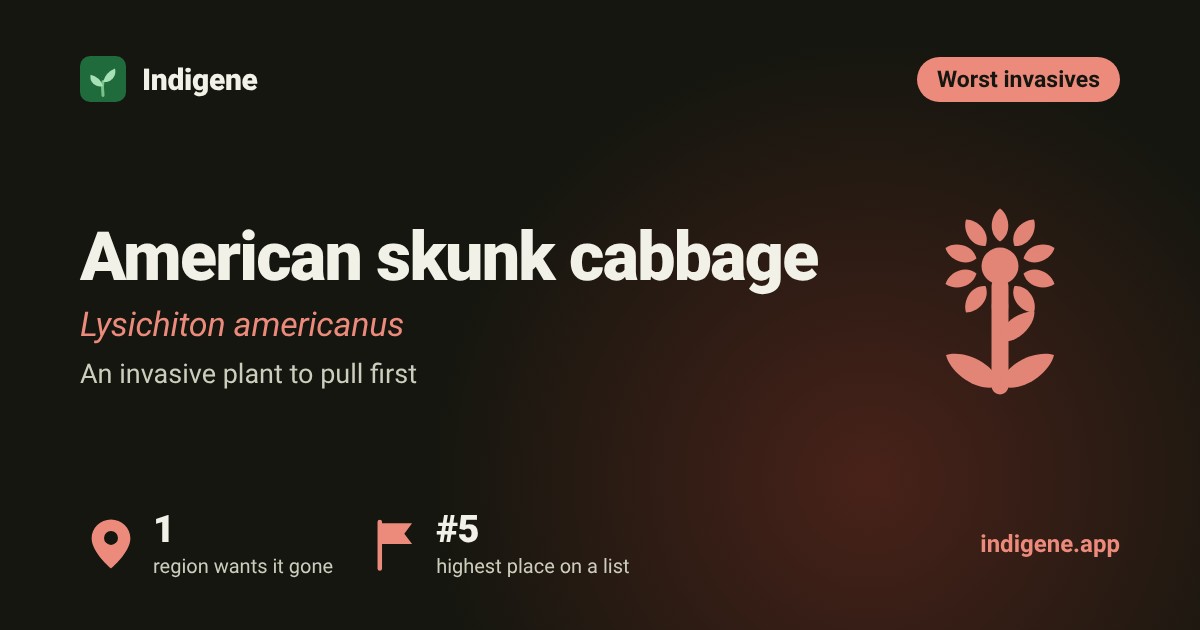 Indigene
Worst invasives
American skunk cabbage
Lysichiton americanus
An invasive plant to pull first
1
region wants it gone
#5
highest place on a list
indigene.app